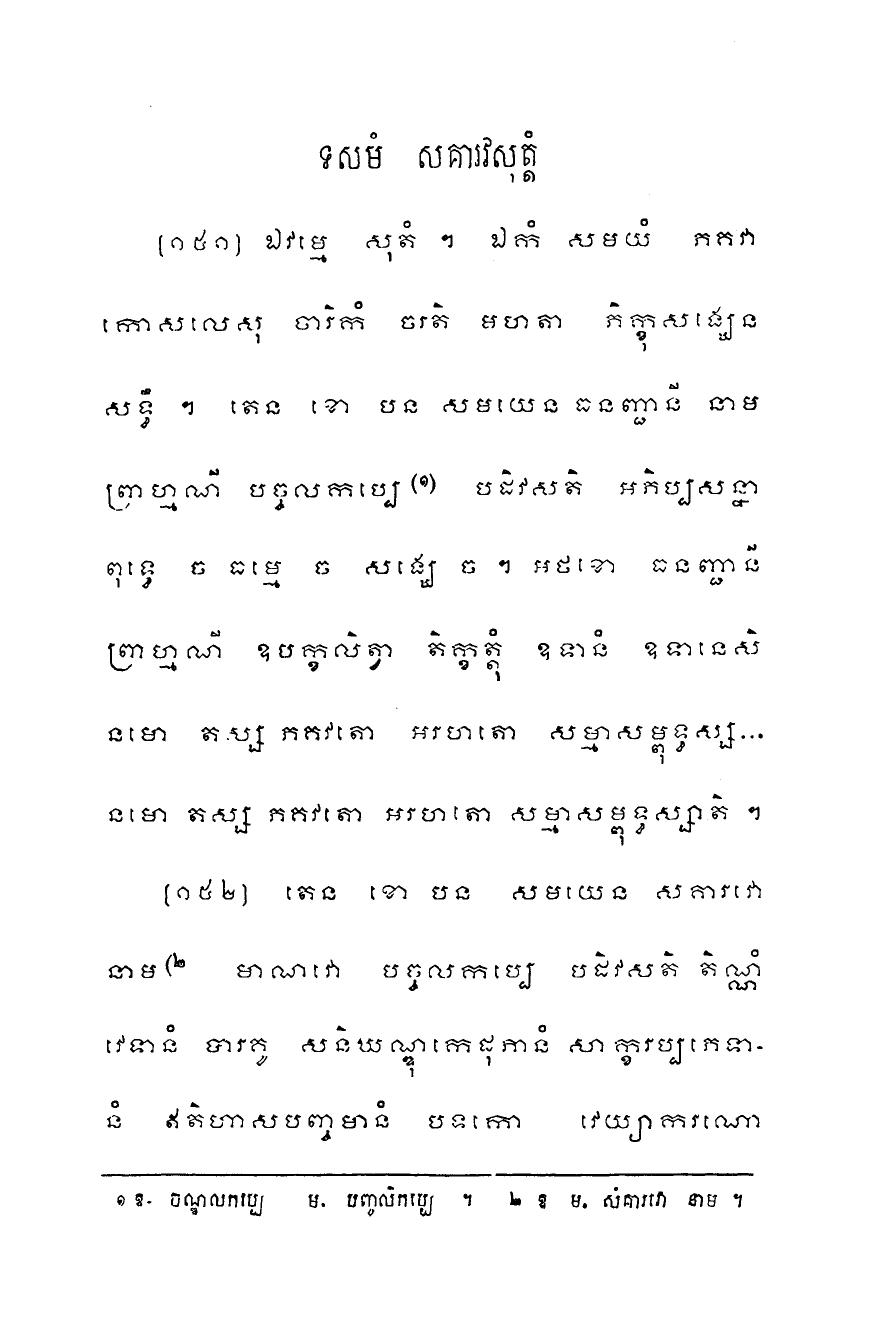 ទសមំ សគារវសុត្តំ
[១៥១] ឯវម្មេ សុតំ ។ ឯកំ សមយំ ភគវា
កោសលេសុ ចារិកំ ចរតិ មហតា ភិក្ខុសង្ឃេន
សទ្ធឹ ។ តេន ខោ បន សមយេន ធនញ្ជានី នាម
ព្រាហ្មណី បច្ចលកប្បេ(១) បដិវសតិ អភិប្បសន្នា
ពុទ្ធេ ច ធម្មេ ច សង្ឃេ ច ។ អថខោ ធនញ្ជានី
ព្រាហ្មណី ឧបក្ខលិត្វា តិក្ខត្តុំ ឧទានំ ឧទានេសិ
នមោ តស្ស ភគវតោ អរហតោ សម្មាសម្ពុទ្ធស្ស...
នមោ តស្ស ភគវតោ អរហតោ សម្មាសម្ពុទ្ធស្សាតិ ។
[១៥២] តេន ខោ បន សមយេន សគារវោ
នាម(២ មាណវោ បច្ចលកប្បេ បដិវសតិ តិណ្ណំ
វេទានំ បារគូ សនិឃណ្ឌុកេដុភានំ សាក្ខរប្បភេទា-
នំ ឥតិហាសបញ្ចមានំ បទកោ វេយ្យាករណោ
១ ឧ- ចណ្ឌលកប្បេ ម. បញ្ចលិកប្បេ ។ ២ ឧ ម. សំគារវោ នាម ។